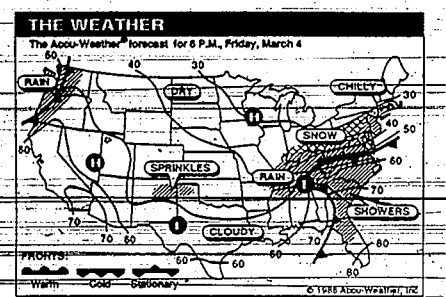 THE WEATHER
The Accu-Weather® forecast for 6 P.M., Friday, March 4
50
40
30
RAIN
DRY
CHILLY
30
40
50
SNOW
60
60
H
H
SPRINKLES
RAIN
70
SHOWERS
CLOUDY
70
70
60
60
60
70
80
80
FRONTS:
Warm Cold Stationary
© 1988 Accu-Weather, Inc.